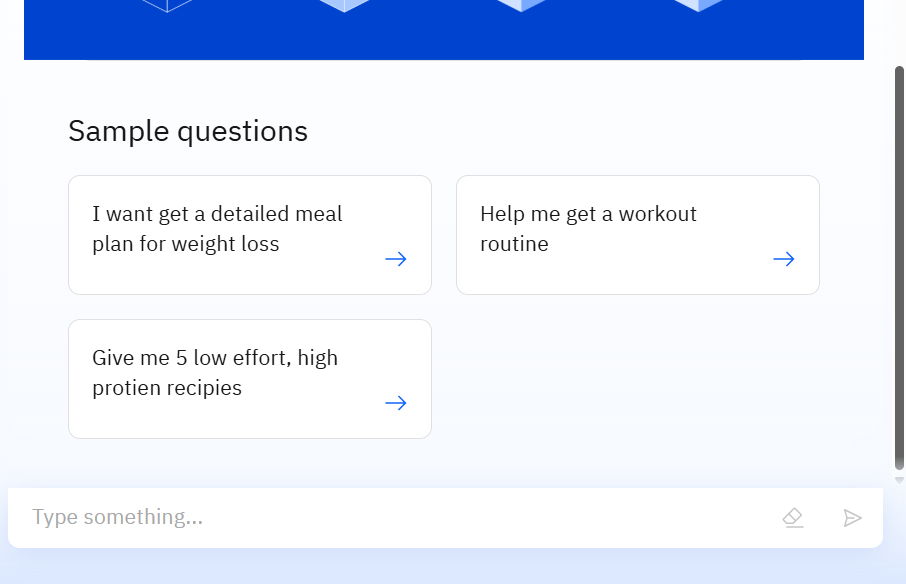 Sample questions
I want get a detailed meal
plan for weight loss
Help me get a workout
routine
Give me 5 low effort, high
protien recipies
Type something...